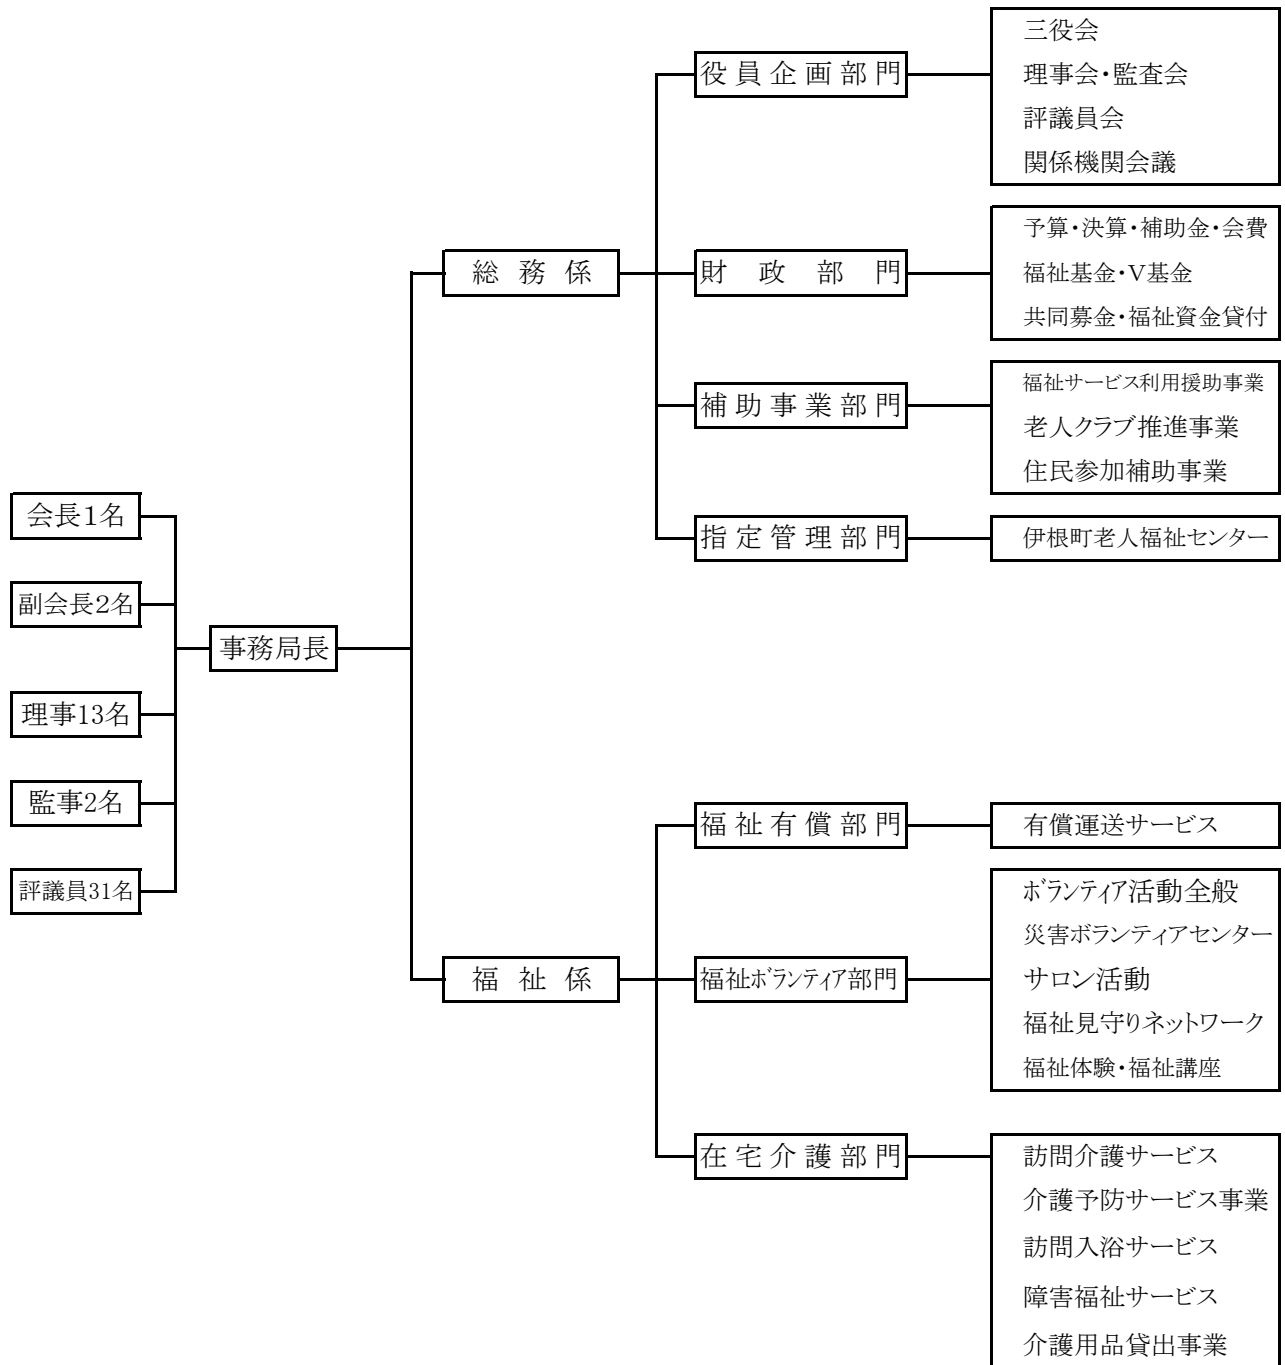 会長1名
副会長2名
理事13名
監事2名
評議員31名
事務局長
総務係
役員企画部門
三役会
理事会・監査会
評議員会
関係機関会議
財政部門
予算・決算・補助金・会費
福祉基金・V基金
共同募金・福祉資金貸付
補助事業部門
福祉サービス利用援助事業
老人クラブ推進事業
住民参加補助事業
指定管理部門
伊根町老人福祉センター
福祉係
福祉有償部門
有償運送サービス
福祉ボランティア部門
ボランティア活動全般
災害ボランティアセンター
サロン活動
福祉見守りネットワーク
福祉体験・福祉講座
在宅介護部門
訪問介護サービス
介護予防サービス事業
訪問入浴サービス
障害福祉サービス
介護用品貸出事業